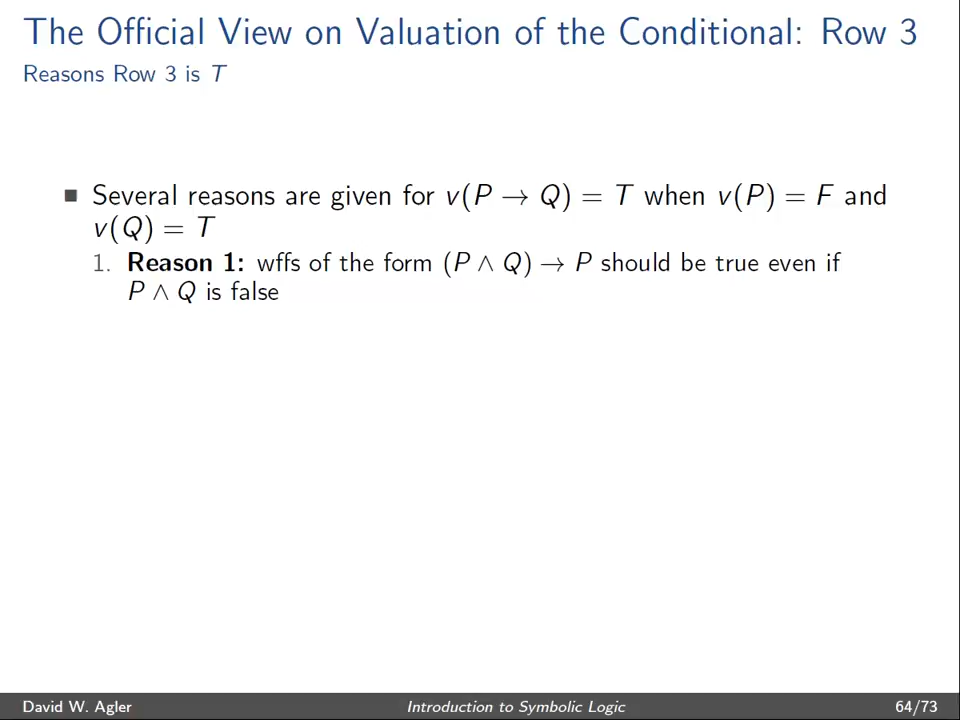 The Official View on Valuation of the Conditional: Row 3
Reasons Row 3 is T
■ Several reasons are given for v(P → Q) = T when v(P) = F and
v(Q) = T
1. Reason 1: wffs of the form (P ∧ Q) → P should be true even if
P ∧ Q is false
David W. Agler Introduction to Symbolic Logic 64/73